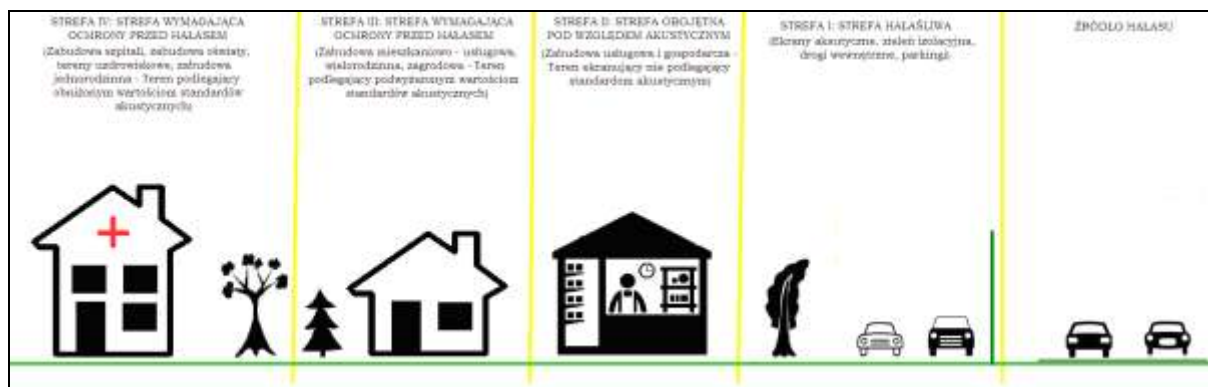 STREFA IV: STREFA WYMAGAJĄCA
OCHRONY PRZED HAŁASEM
(Zabudowa szpitali, zabudowa oświaty,
tereny uzdrowiskowe, zabudowa
jednorodzinna - Teren podlegający
obniżonym wartościom standardów
akustycznych)
STREFA III: STREFA WYMAGAJĄCA
OCHRONY PRZED HAŁASEM
(Zabudowa mieszkaniowo - usługowa,
wielorodzinna, zagrodowa - Teren
podlegający podwyższonym wartościom
standardów akustycznych)
STREFA II: STREFA OBOJĘTNA
POD WZGLĘDEM AKUSTYCZNYM
(Zabudowa usługowa i gospodarcza -
Teren ekranujący nie podlegający
standardom akustycznym)
STREFA I: STREFA HAŁAŚLIWA
(Ekrany akustyczne, zieleń izolacyjna,
drogi wewnętrzne, parkingi)
ŹRÓDŁO HAŁASU